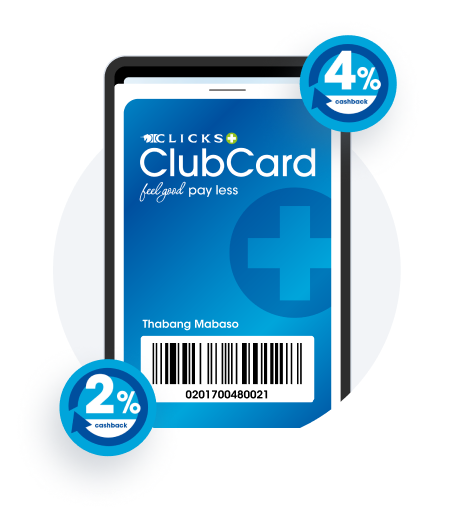 4%
cashback
CLICKS
ClubCard
feel good pay less
Thabang Mabaso
0201700480021
2%
cashback